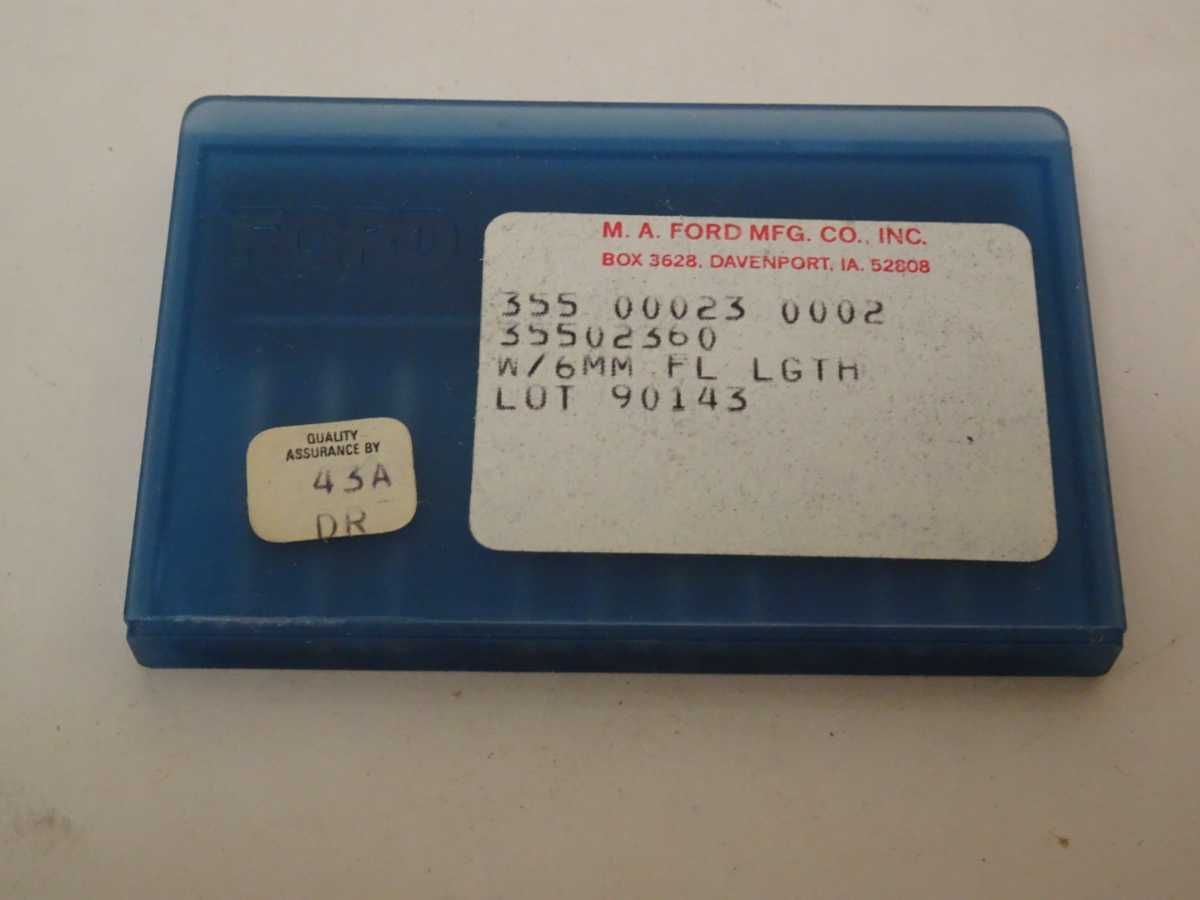 FORD
M. A. FORD MFG. CO., INC.
BOX 3628, DAVENPORT, IA. 52808
355 00023 0002
35502360
W/6MM FL LGTH
LOT 90143
QUALITY
ASSURANCE BY
43A
DR